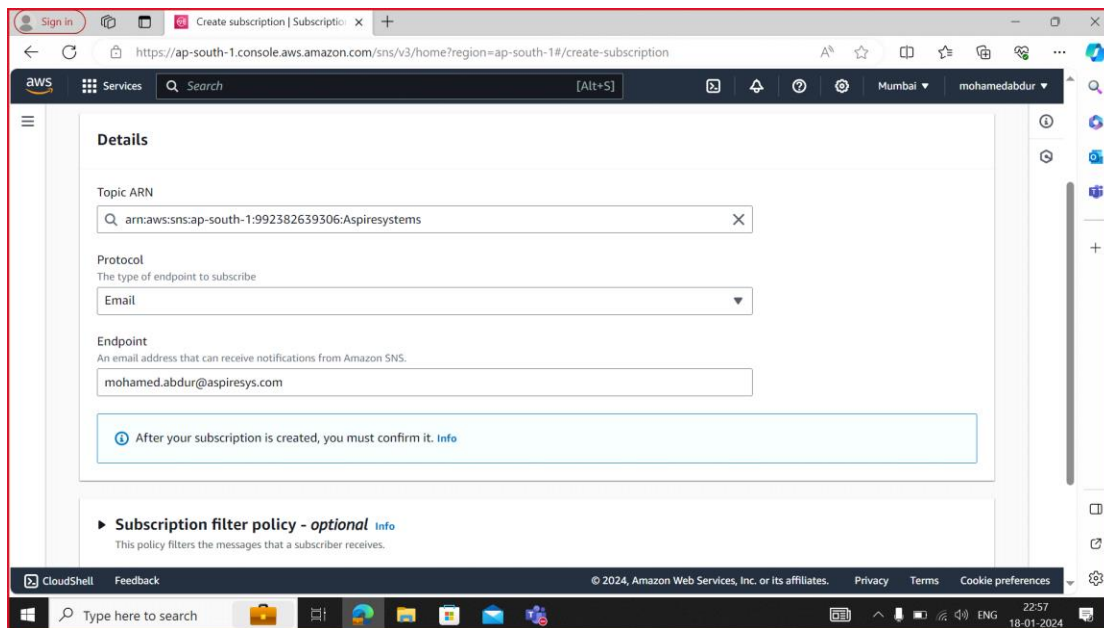 Sign in
Create subscription | Subscriptio
https://ap-south-1.console.aws.amazon.com/sns/v3/home?region=ap-south-1#/create-subscription
aws Services Search [Alt+S] Mumbai mohamedabdur
Details
Topic ARN
arn:aws:sns:ap-south-1:992382639306:Aspiresystems
Protocol
The type of endpoint to subscribe
Email
Endpoint
An email address that can receive notifications from Amazon SNS.
mohamed.abdur@aspiresys.com
After your subscription is created, you must confirm it. Info
Subscription filter policy - optional Info
This policy filters the messages that a subscriber receives.
CloudShell Feedback © 2024, Amazon Web Services, Inc. or its affiliates. Privacy Terms Cookie preferences
Type here to search ENG 22:57
18-01-2024